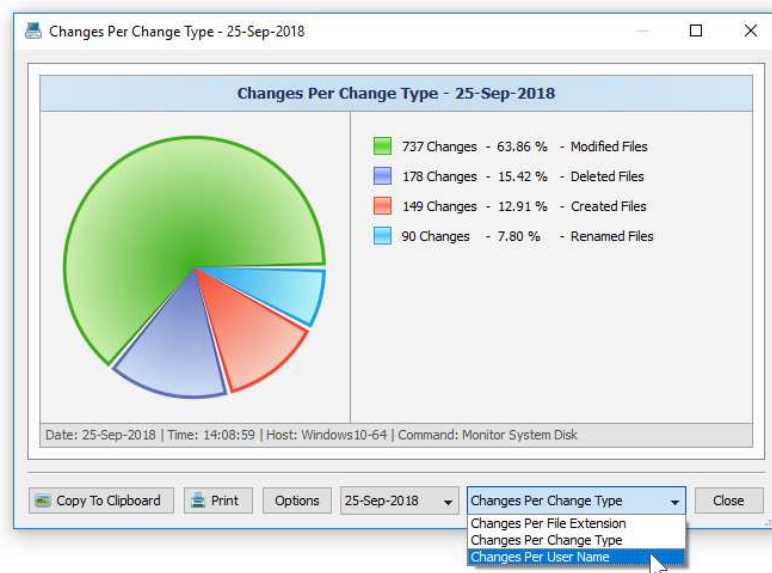 Changes Per Change Type - 25-Sep-2018
Changes Per Change Type - 25-Sep-2018
737 Changes - 63.86 % - Modified Files
178 Changes - 15.42 % - Deleted Files
149 Changes - 12.91 % - Created Files
90 Changes - 7.80 % - Renamed Files
Date: 25-Sep-2018 | Time: 14:08:59 | Host: Windows10-64 | Command: Monitor System Disk
Copy To Clipboard Print Options 25-Sep-2018 Changes Per Change Type Close
Changes Per File Extension
Changes Per Change Type
Changes Per User Name